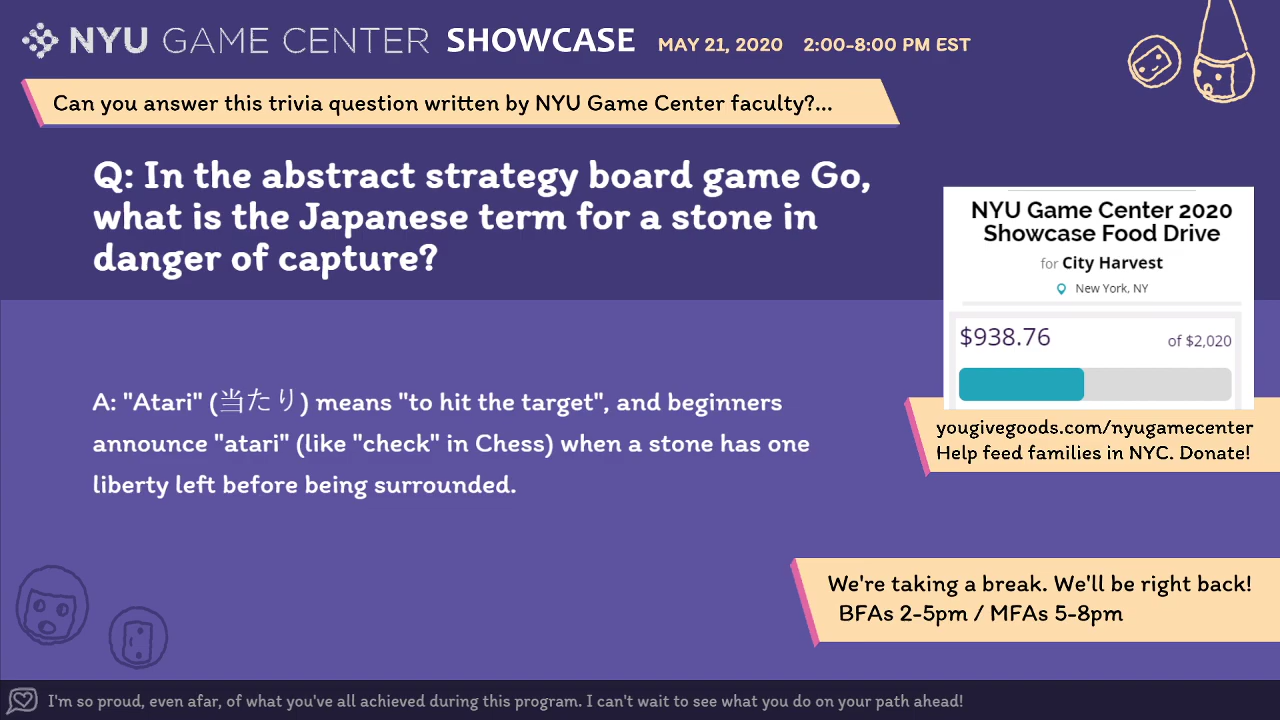 NYU GAME CENTER SHOWCASE MAY 21, 2020 2:00-8:00 PM EST
Can you answer this trivia question written by NYU Game Center faculty?...
Q: In the abstract strategy board game Go,
what is the Japanese term for a stone in
danger of capture?
A: "Atari" (当たり) means "to hit the target", and beginners
announce "atari" (like "check" in Chess) when a stone has one
liberty left before being surrounded.
NYU Game Center 2020
Showcase Food Drive
for City Harvest
New York, NY
$938.76 of $2,020
yougivegoods.com/nyugamecenter
Help feed families in NYC. Donate!
We're taking a break. We'll be right back!
BFAs 2-5pm / MFAs 5-8pm
I'm so proud, even afar, of what you've all achieved during this program. I can't wait to see what you do on your path ahead!